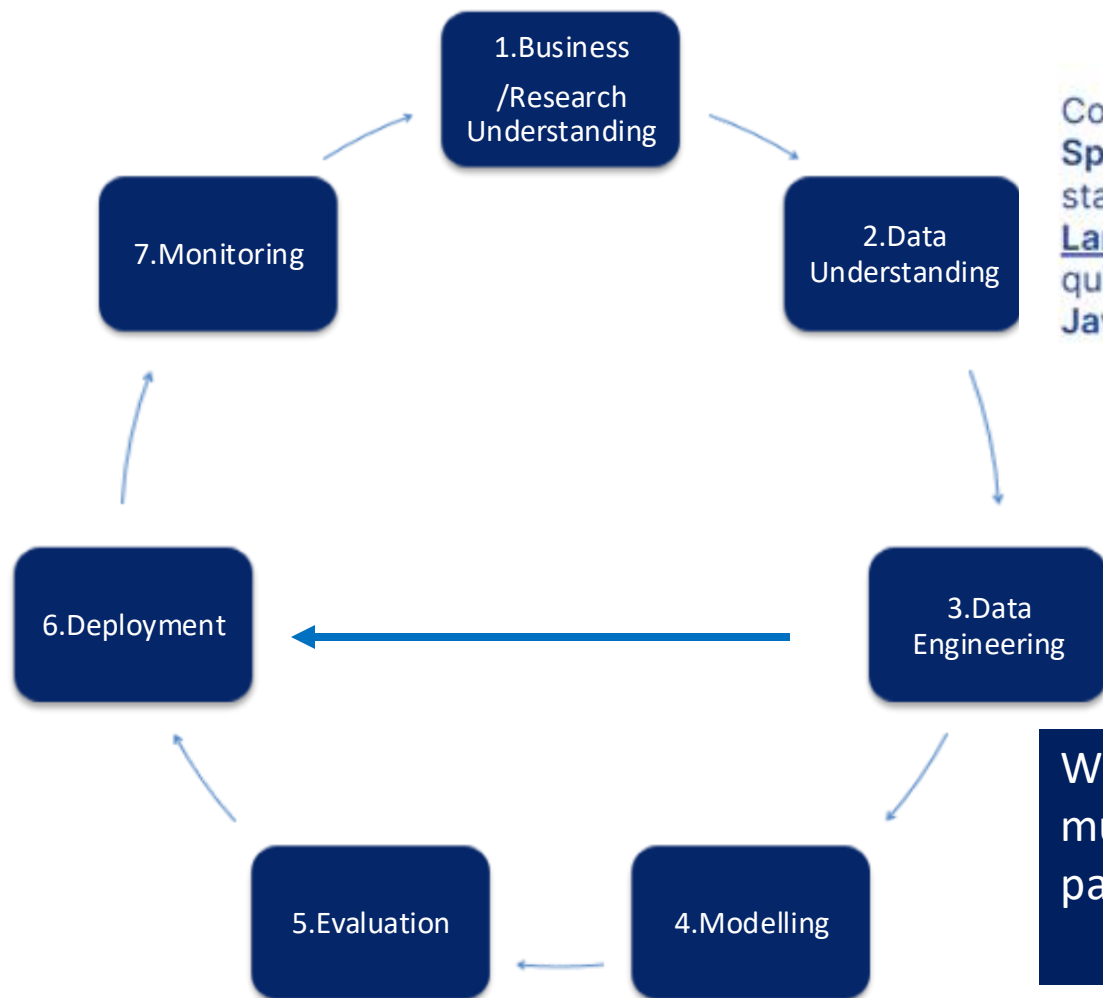 1.Business
/Research
Understanding
2.Data
Understanding
3.Data
Engineering
4.Modelling
5.Evaluation
6.Deployment
7.Monitoring